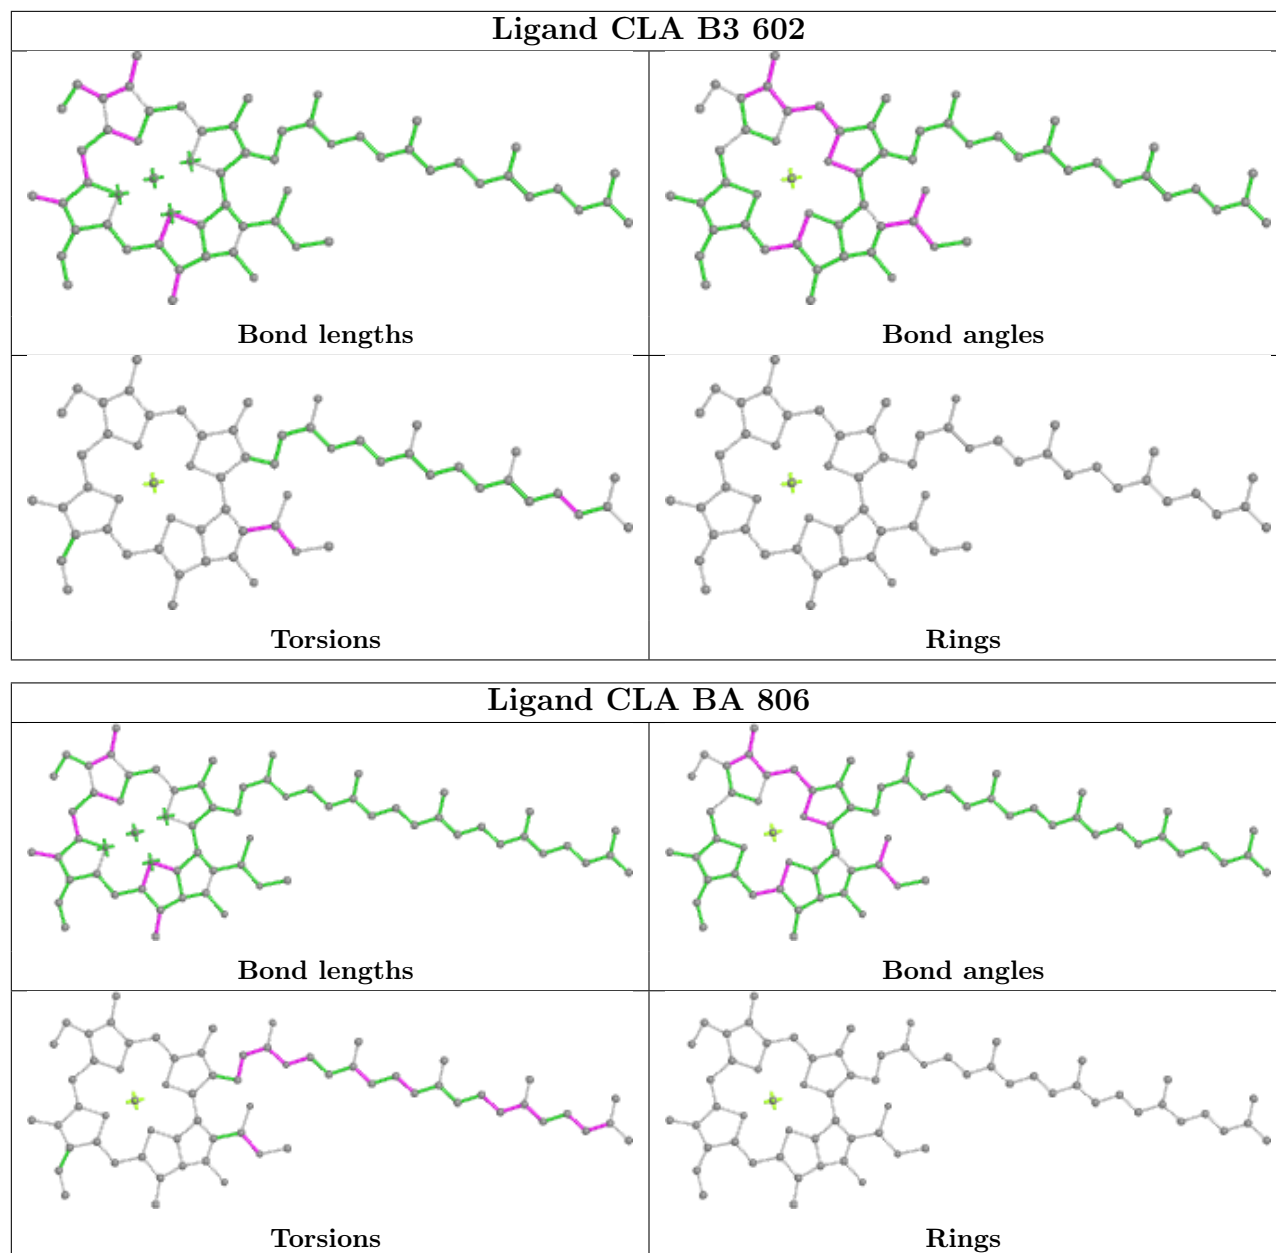 Ligand CLA B3 602
Bond lengths
Bond angles
Torsions
Rings
Ligand CLA BA 806
Bond lengths
Bond angles
Torsions
Rings